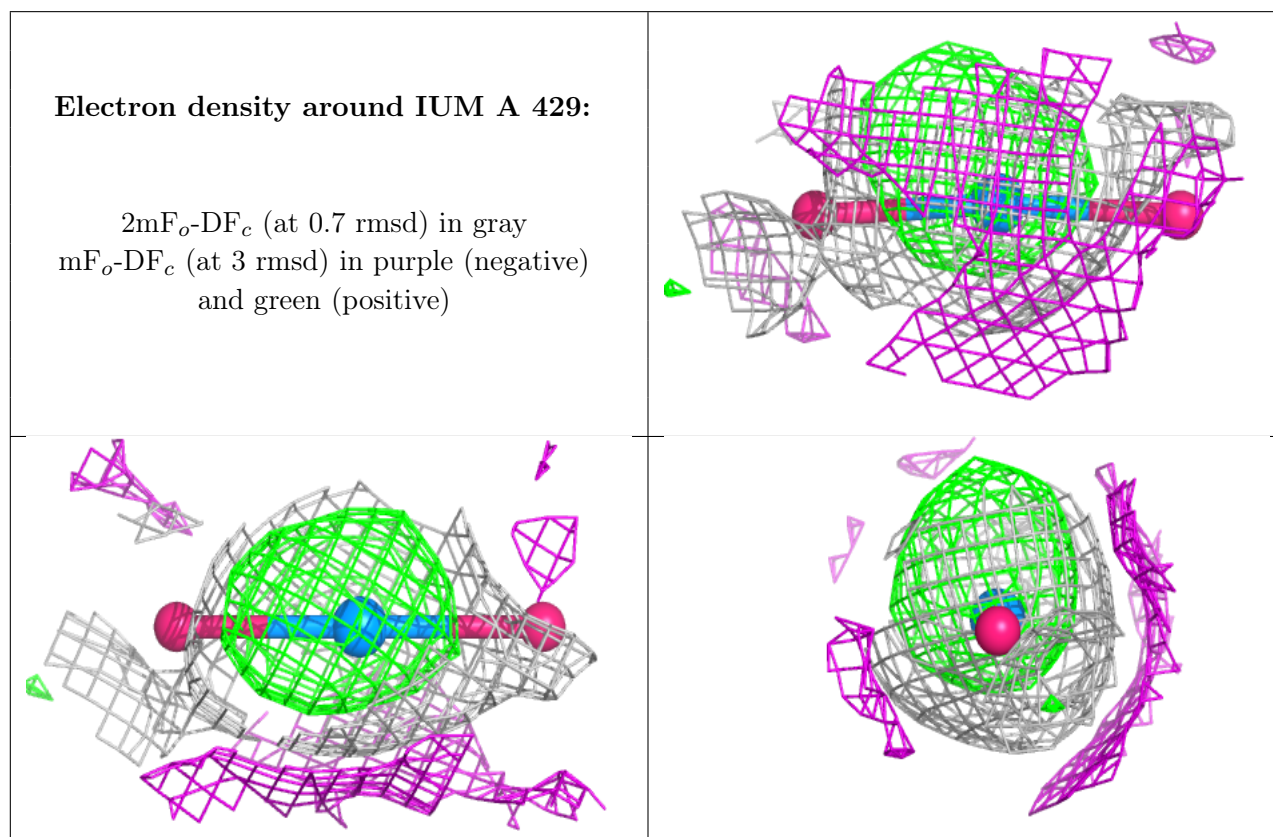 Electron density around IUM A 429:
2mFo-DFc (at 0.7 rmsd) in gray
mFo-DFc (at 3 rmsd) in purple (negative)
and green (positive)